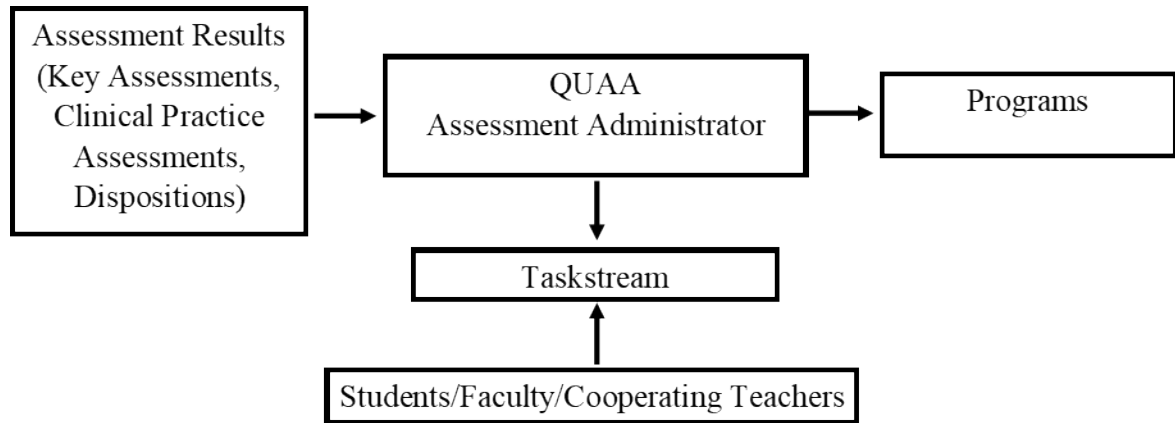 Assessment Results
(Key Assessments,
Clinical Practice
Assessments,
Dispositions)
QUAA
Assessment Administrator
Programs
Taskstream
Students/Faculty/Cooperating Teachers